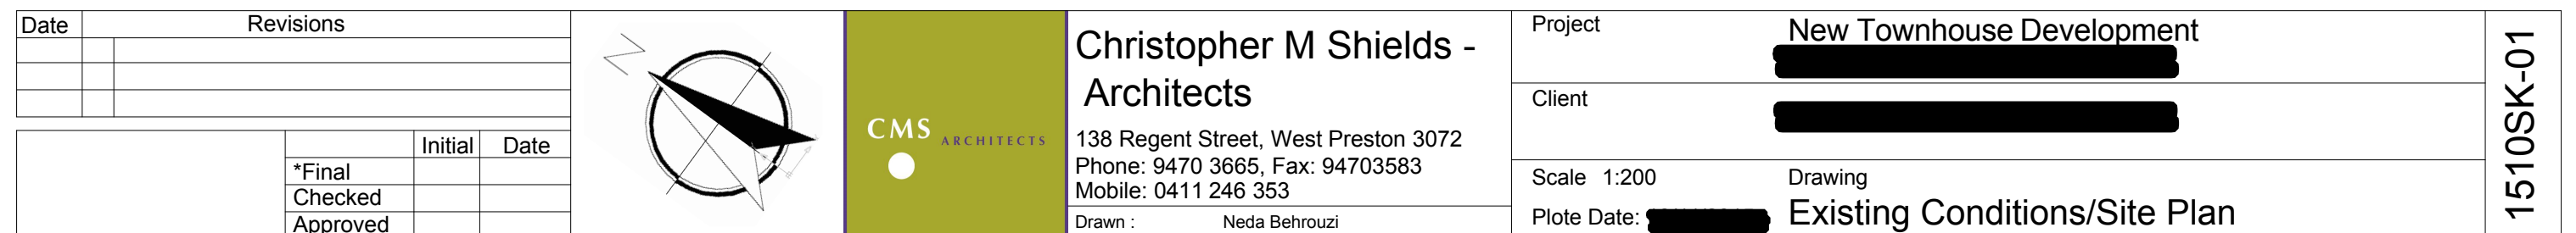 Date Revisions
Initial Date
*Final
Checked
Approved
N
CMS ARCHITECTS
Christopher M Shields -
Architects
138 Regent Street, West Preston 3072
Phone: 9470 3665, Fax: 94703583
Mobile: 0411 246 353
Drawn : Neda Behrouzi
Project New Townhouse Development
Client
Scale 1:200 Drawing
Plote Date: Existing Conditions/Site Plan
1510SK-01